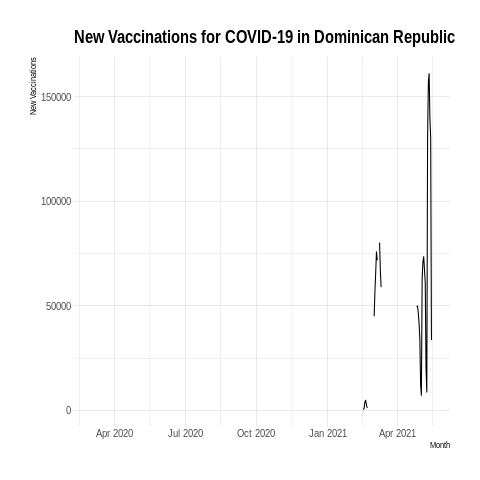 New Vaccinations for COVID-19 in Dominican Republic
New Vaccinations
150000
100000
50000
0
Apr 2020 Jul 2020 Oct 2020 Jan 2021 Apr 2021
Month